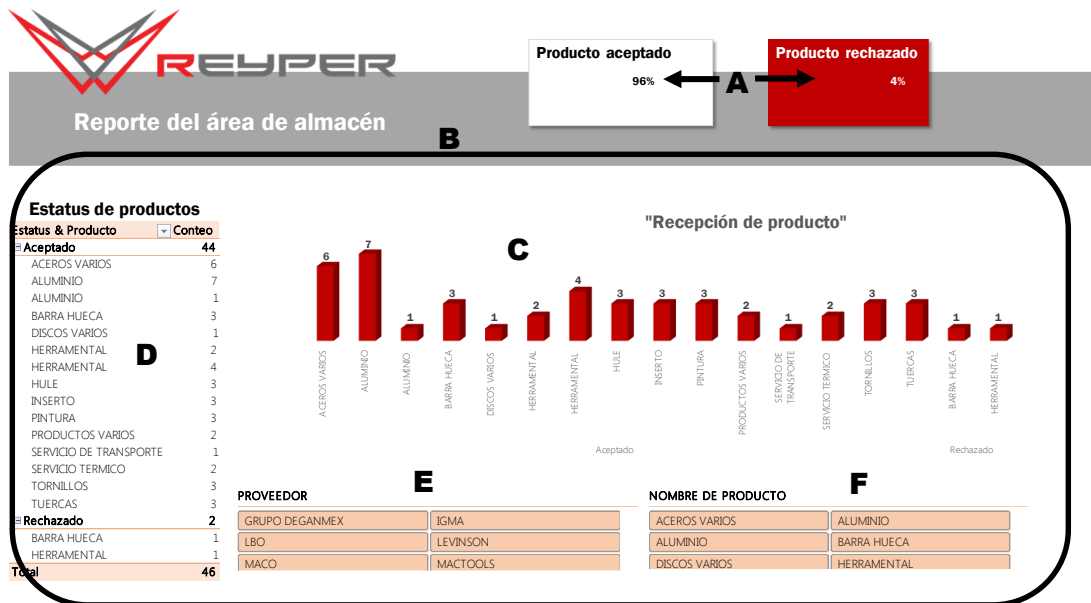 REYPER
Reporte del área de almacén
Producto aceptado
96%
A
Producto rechazado
4%
B
Estatus de productos
Estatus & Producto Conteo
Aceptado 44
ACEROS VARIOS 6
ALUMINIO 7
ALUMINIO 1
BARRA HUECA 3
DISCOS VARIOS 1
HERRAMENTAL 2
HERRAMENTAL 4
HULE 3
INSERTO 3
PINTURA 3
PRODUCTOS VARIOS 2
SERVICIO DE TRANSPORTE 1
SERVICIO TERMICO 2
TORNILLOS 3
TUERCAS 3
Rechazado 2
BARRA HUECA 1
HERRAMENTAL 1
Total 46
D
"Recepción de producto"
C
6 7 1 3 1 2 4 3 3 3 2 1 2 3 3 1 1
ACEROS VARIOS
ALUMINIO
ALUMINIO
BARRA HUECA
DISCOS VARIOS
HERRAMENTAL
HERRAMENTAL
HULE
INSERTO
PINTURA
PRODUCTOS VARIOS
SERVICIO DE
TRANSPORTE
SERVICIO TERMICO
TORNILLOS
TUERCAS
BARRA HUECA
HERRAMENTAL
Aceptado Rechazado
E
PROVEEDOR
GRUPO DEGANMEX IGMA
LBO LEVINSON
MACO MACTOOLS
F
NOMBRE DE PRODUCTO
ACEROS VARIOS ALUMINIO
ALUMINIO BARRA HUECA
DISCOS VARIOS HERRAMENTAL